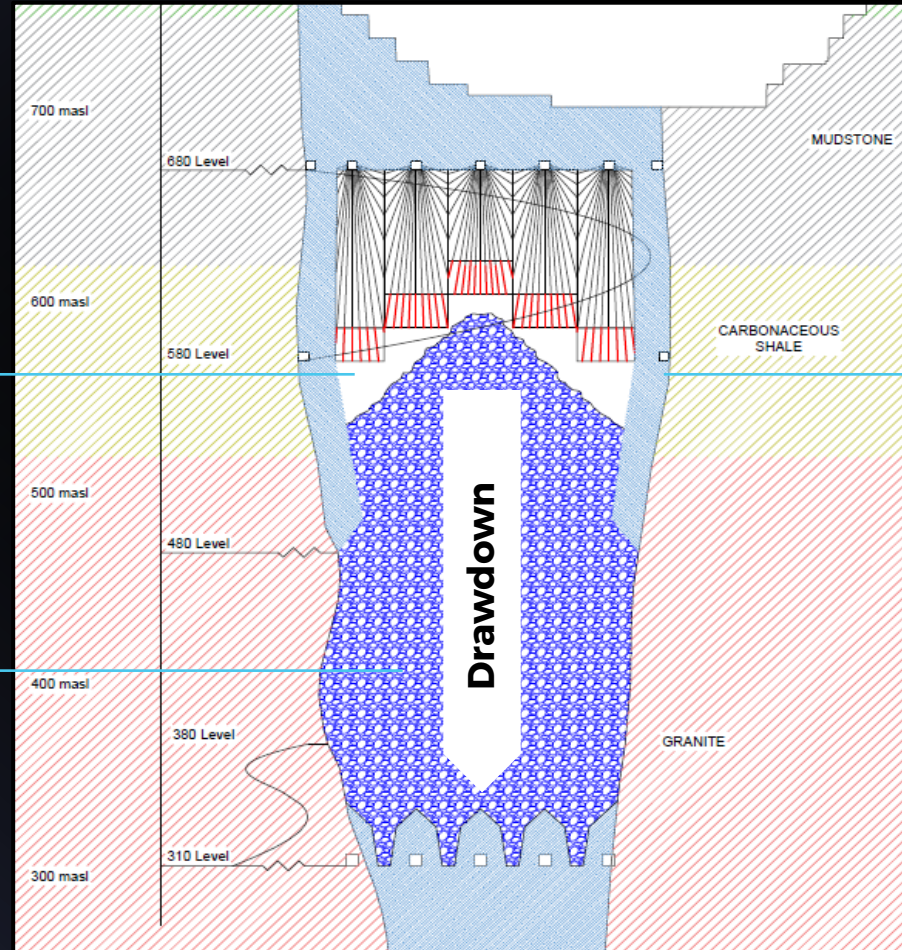 700 masl
MUDSTONE
680 Level
600 masl
CARBONACEOUS
SHALE
580 Level
500 masl
Drawdown
480 Level
400 masl
380 Level
GRANITE
310 Level
300 masl